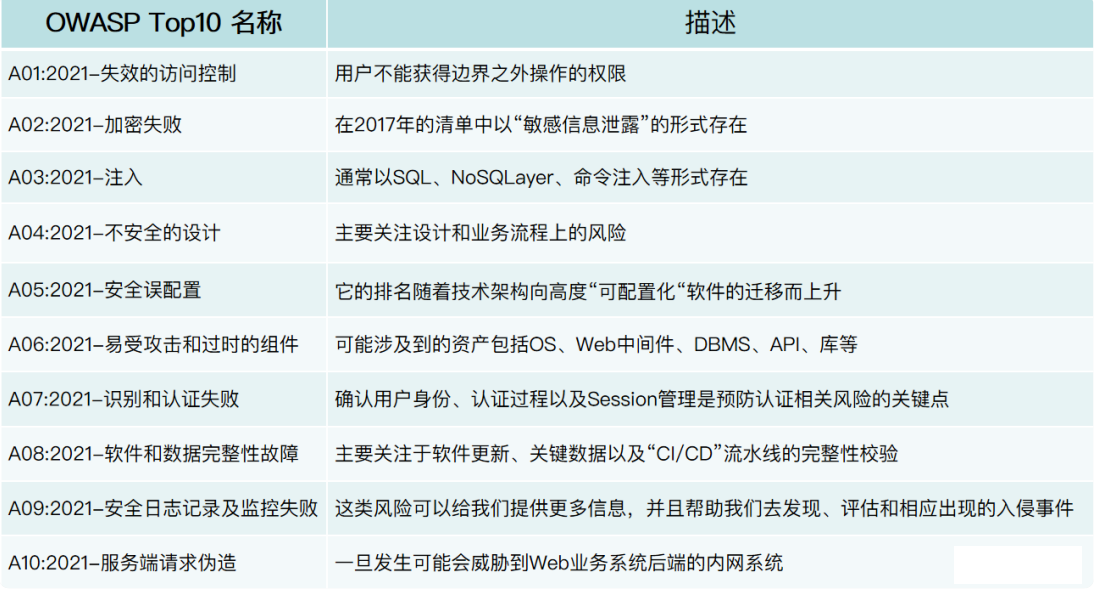 OWASP Top10 名称 描述
A01:2021-失效的访问控制 用户不能获得边界之外操作的权限
A02:2021-加密失败 在2017年的清单中以“敏感信息泄露”的形式存在
A03:2021-注入 通常以SQL、NoSQLayer、命令注入等形式存在
A04:2021-不安全的设计 主要关注设计和业务流程上的风险
A05:2021-安全误配置 它的排名随着技术架构向高度“可配置化“软件的迁移而上升
A06:2021-易受攻击和过时的组件 可能涉及到的资产包括OS、Web中间件、DBMS、API、库等
A07:2021-识别和认证失败 确认用户身份、认证过程以及Session管理是预防认证相关风险的关键点
A08:2021-软件和数据完整性故障 主要关注于软件更新、关键数据以及“CI/CD”流水线的完整性校验
A09:2021-安全日志记录及监控失败 这类风险可以给我们提供更多信息，并且帮助我们去发现、评估和相应出现的入侵事件
A10:2021-服务端请求伪造 一旦发生可能会威胁到Web业务系统后端的内网系统